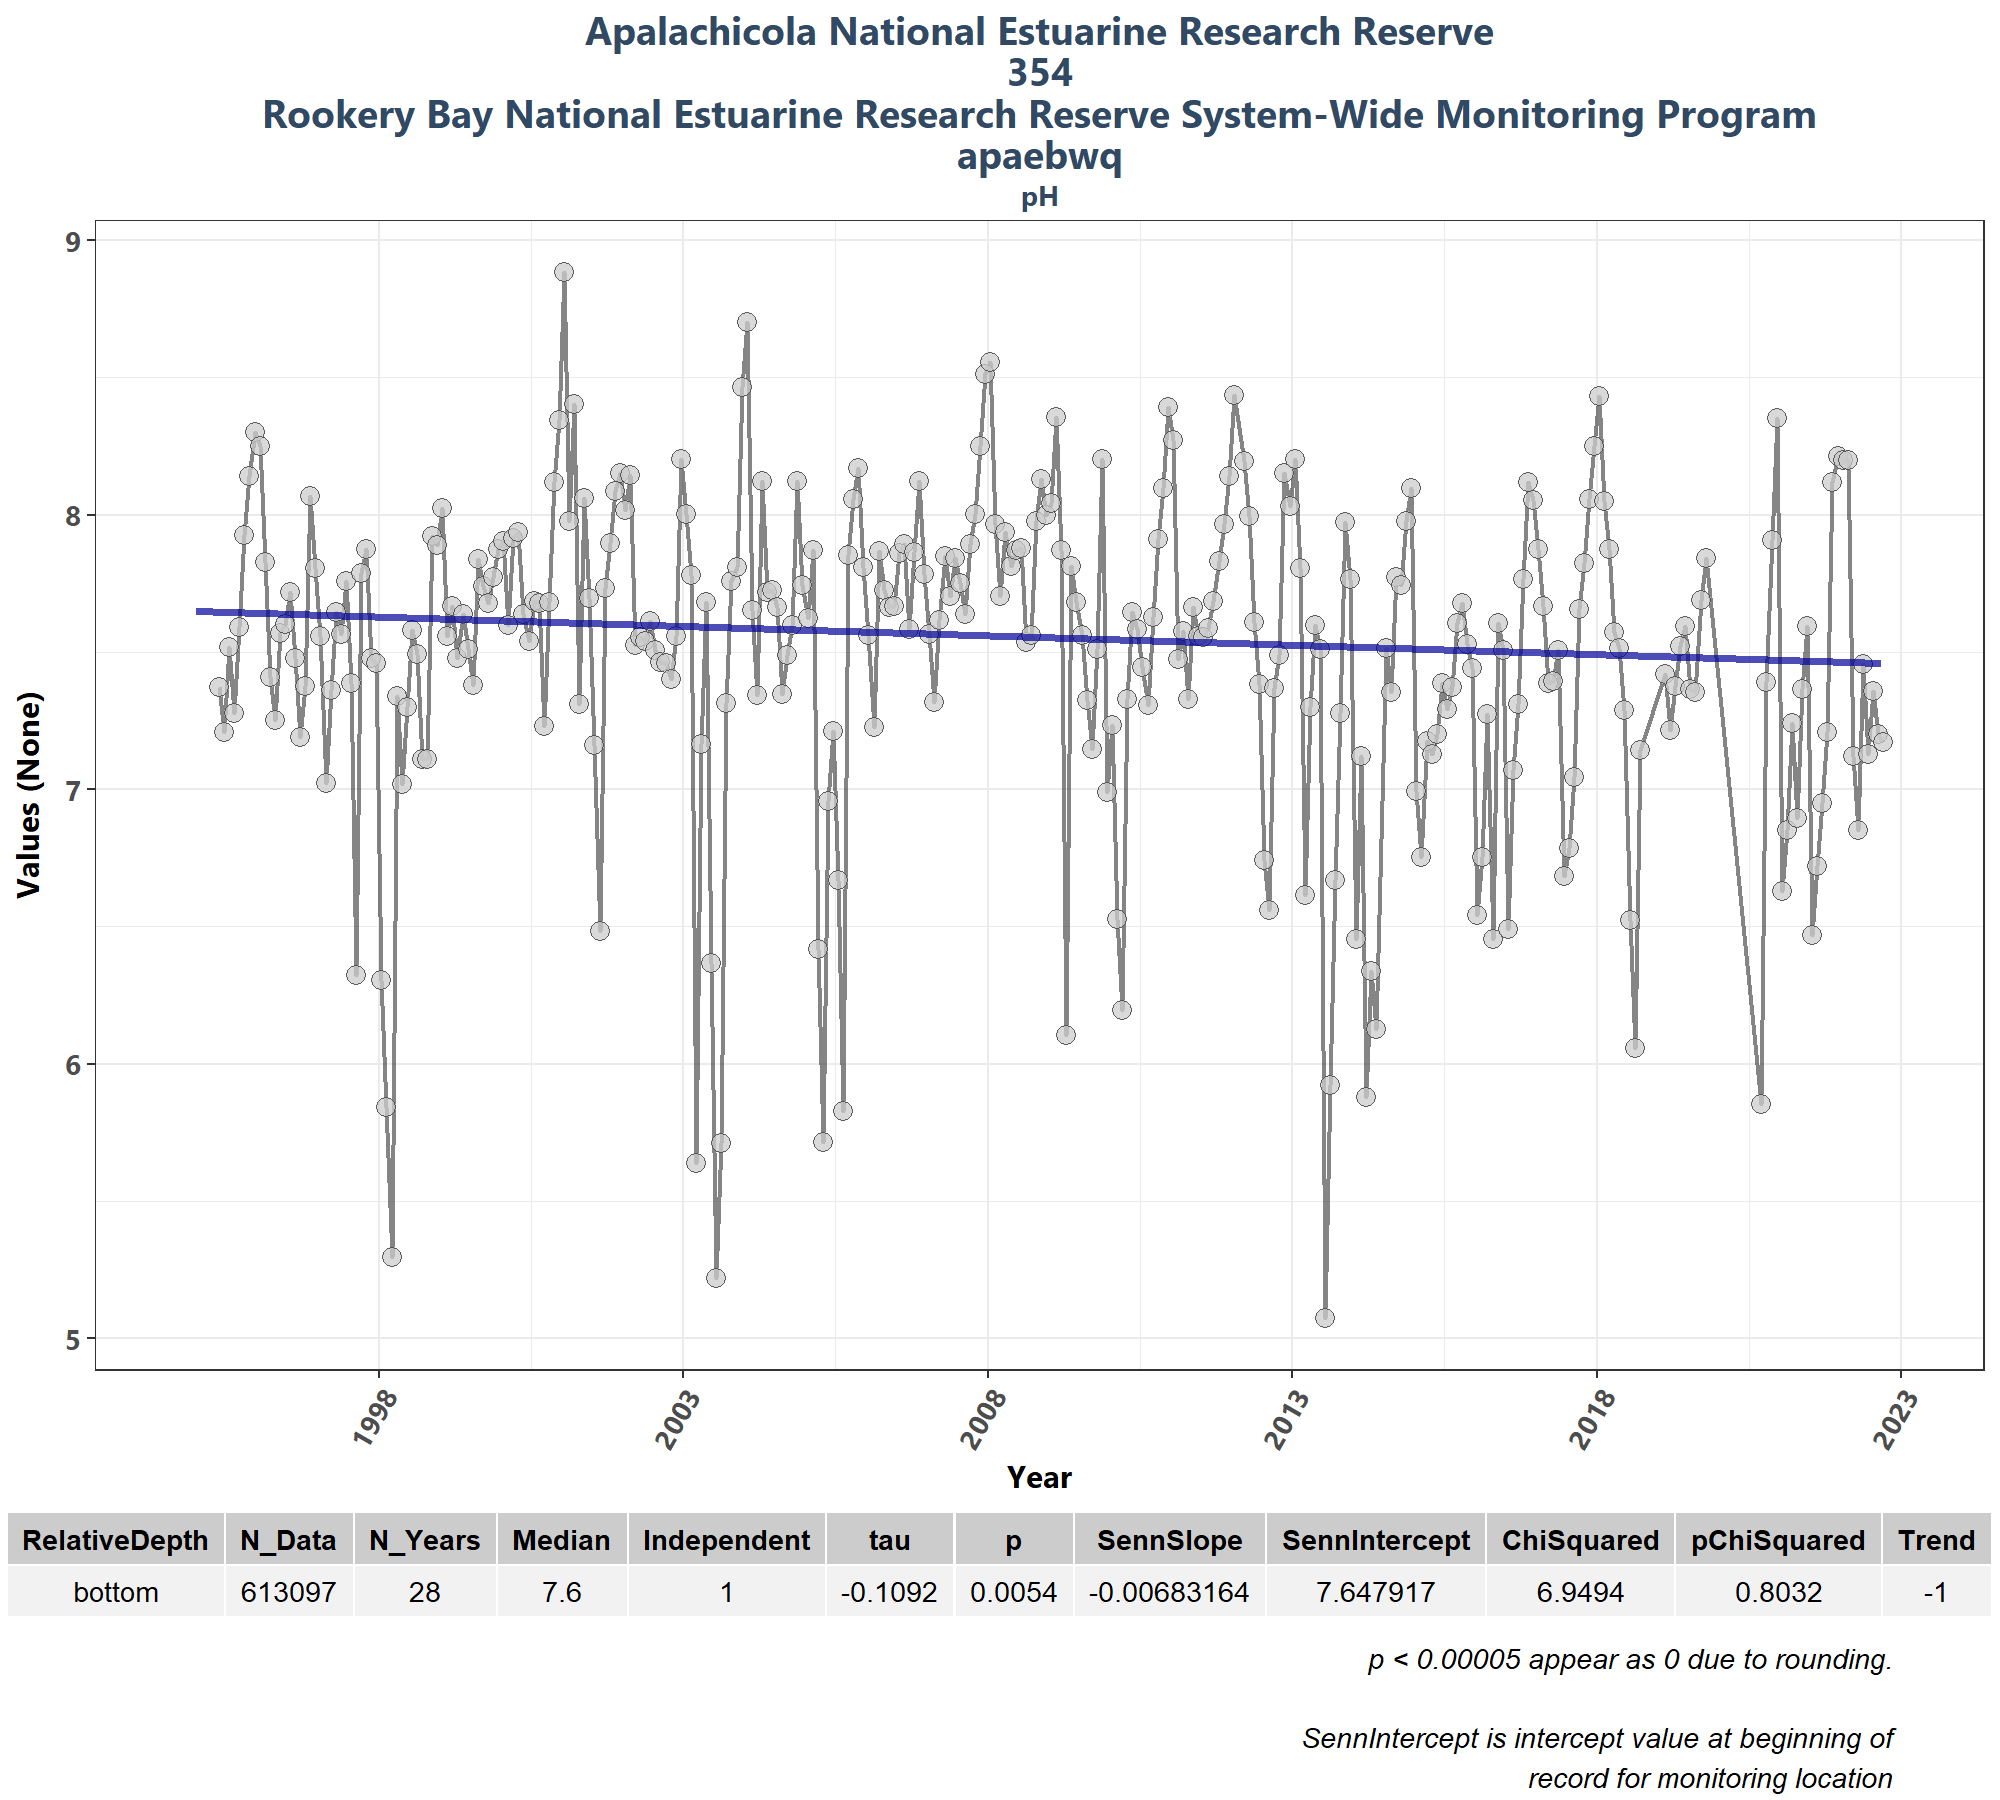 Apalachicola National Estuarine Research Reserve
354
Rookery Bay National Estuarine Research Reserve System-Wide Monitoring Program
apaebwq
pH
9
8
7
6
5
Values (None)
1998 2003 2008 2013 2018 2023
Year
RelativeDepth N_Data N_Years Median Independent tau p SennSlope SennIntercept ChiSquared pChiSquared Trend
bottom 613097 28 7.6 1 -0.1092 0.0054 -0.00683164 7.647917 6.9494 0.8032 -1
p < 0.00005 appear as 0 due to rounding.
SennIntercept is intercept value at beginning of
record for monitoring location